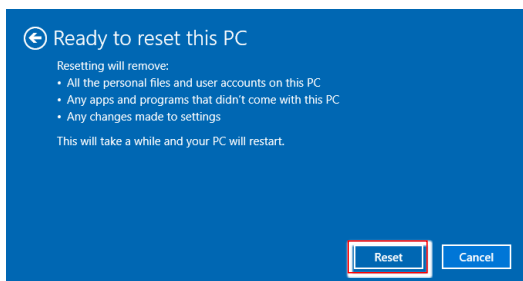 Ready to reset this PC
Resetting will remove:
• All the personal files and user accounts on this PC
• Any apps and programs that didn't come with this PC
• Any changes made to settings
This will take a while and your PC will restart.
Reset
Cancel